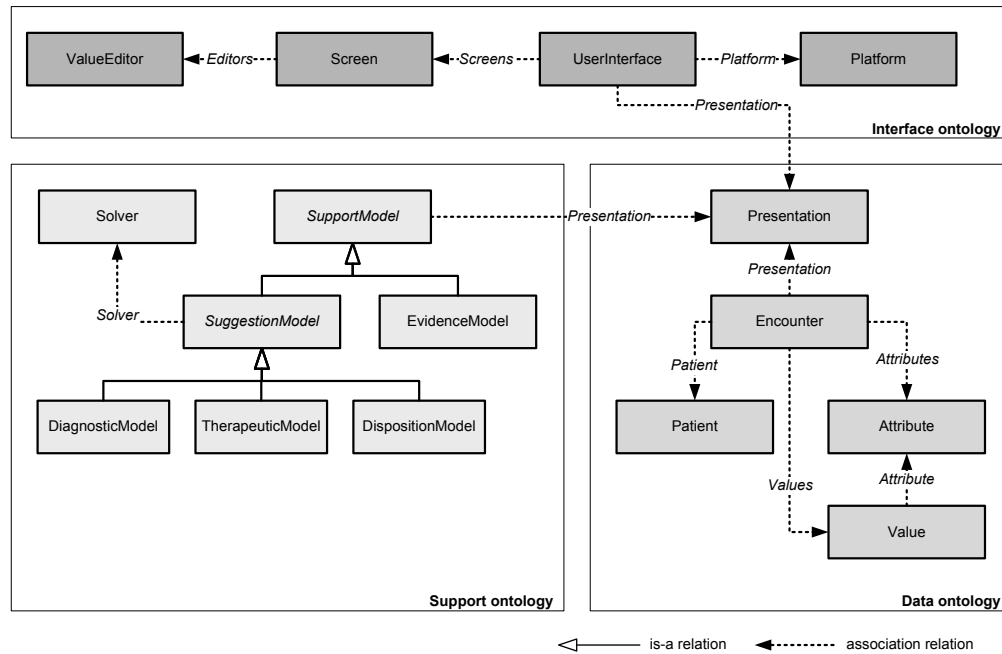 ValueEditor
Editors
Screen
Screens
UserInterface
Platform
Platform
Presentation
Interface ontology
Solver
SupportModel
Presentation
Presentation
Presentation
Solver
SuggestionModel
EvidenceModel
Encounter
Patient
Attributes
DiagnosticModel
TherapeuticModel
DispositionModel
Patient
Attribute
Values
Attribute
Value
Support ontology
Data ontology
is-a relation
association relation